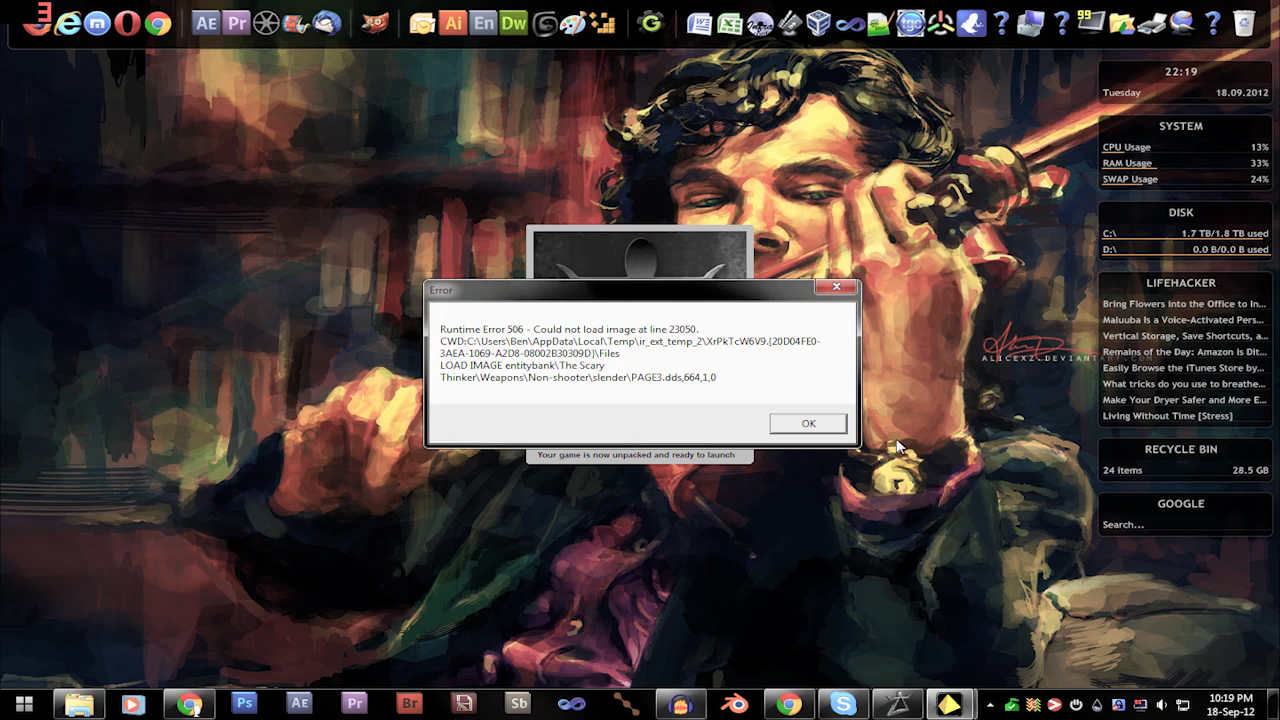 3
AE Pr
Ai En Dw
tgc
99
22:19
Tuesday 18.09.2012
SYSTEM
CPU Usage 13%
RAM Usage 33%
SWAP Usage 24%
DISK
C:\ 1.7 TB/1.8 TB used
D:\ 0.0 B/0.0 B used
LIFEHACKER
Bring Flowers into the Office to In...
Maluuba Is a Voice-Activated Pers...
Vertical Storage, Save Shortcuts, a...
Remains of the Day: Amazon Is Dit...
Easily Browse the iTunes Store by...
What tricks do you use to breathe...
Make Your Dryer Safer and More E...
Living Without Time [Stress]
RECYCLE BIN
24 items 28.5 GB
GOOGLE
Search...
ALICEXZ.DEVIANTART.COM
Error
Runtime Error 506 - Could not load image at line 23050.
CWD:C:\Users\Ben\AppData\Local\Temp\ir_ext_temp_2\XrPkTcW6V9.{20D04FE0-
3AEA-1069-A2D8-08002B30309D}\Files
LOAD IMAGE entitybank\The Scary
Thinker\Weapons\Non-shooter\slender\PAGE3.dds,664,1,0
OK
Your game is now unpacked and ready to launch
Ps Ae Pr Br Sb
10:19 PM
18-Sep-12